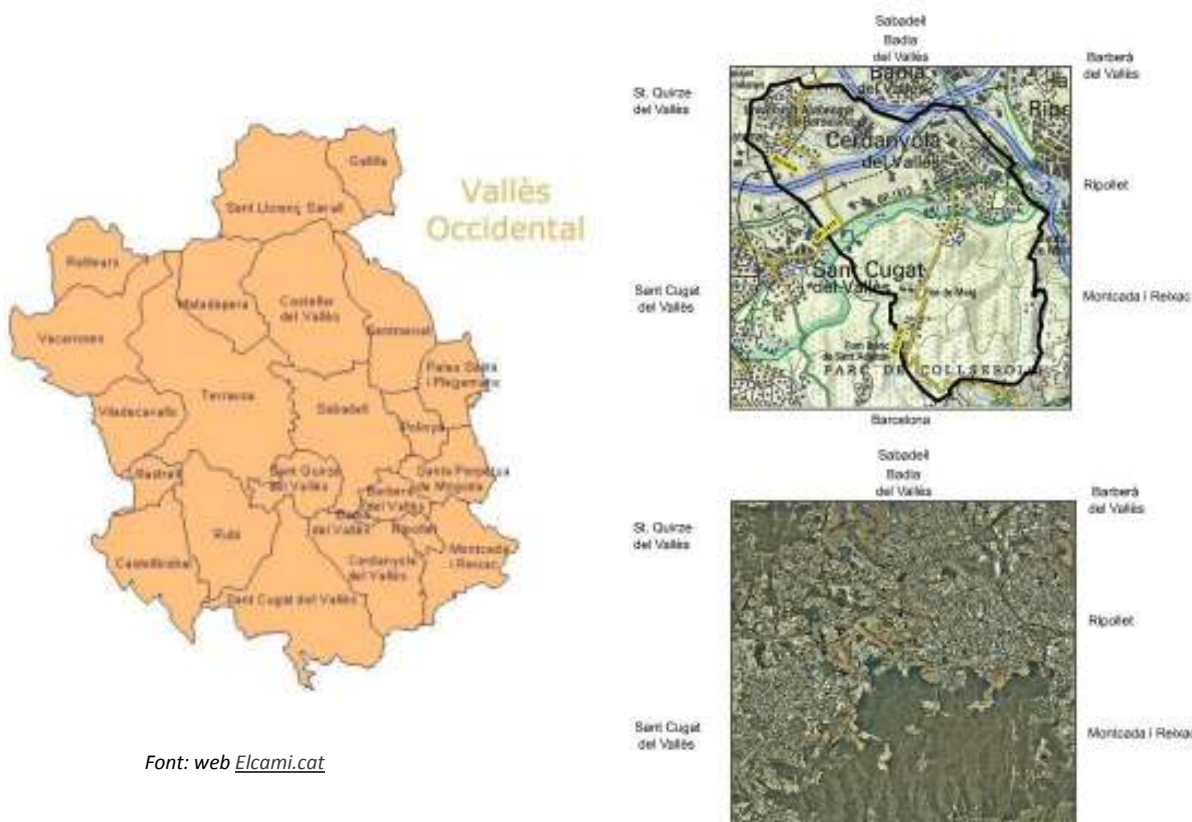 Vallès
Occidental
Gallifa
Sant Llorenç Savall
Rellinars
Matadepera
Castellar
del Vallès
Vacarisses
Sentmenat
Palau Solità
i Plegamans
Terrassa
Viladecavalls
Sabadell
Polinyà
Sant Quirze
del Vallès
Santa Perpètua
de Mogoda
Barberà
del Vallès
Badia
del Vallès
Ripollet
Rubí
Castellbisbal
Cerdanyola
del Vallès
Montcada
i Reixac
Sant Cugat del Vallès
Font: web Elcami.cat
Sabadell
Badia
del Vallès
Barberà
del Vallès
St. Quirze
del Vallès
Badia
del Vallès
Cerdanyola
del Vallès
Ripollet
Sant Cugat
del Vallès
Sant Cugat
del Vallès
Montcada i Reixac
PARC DE COLLSEROLA
Barcelona
Sabadell
Badia
del Vallès
Barberà
del Vallès
St. Quirze
del Vallès
Ripollet
Sant Cugat
del Vallès
Montcada i Reixac